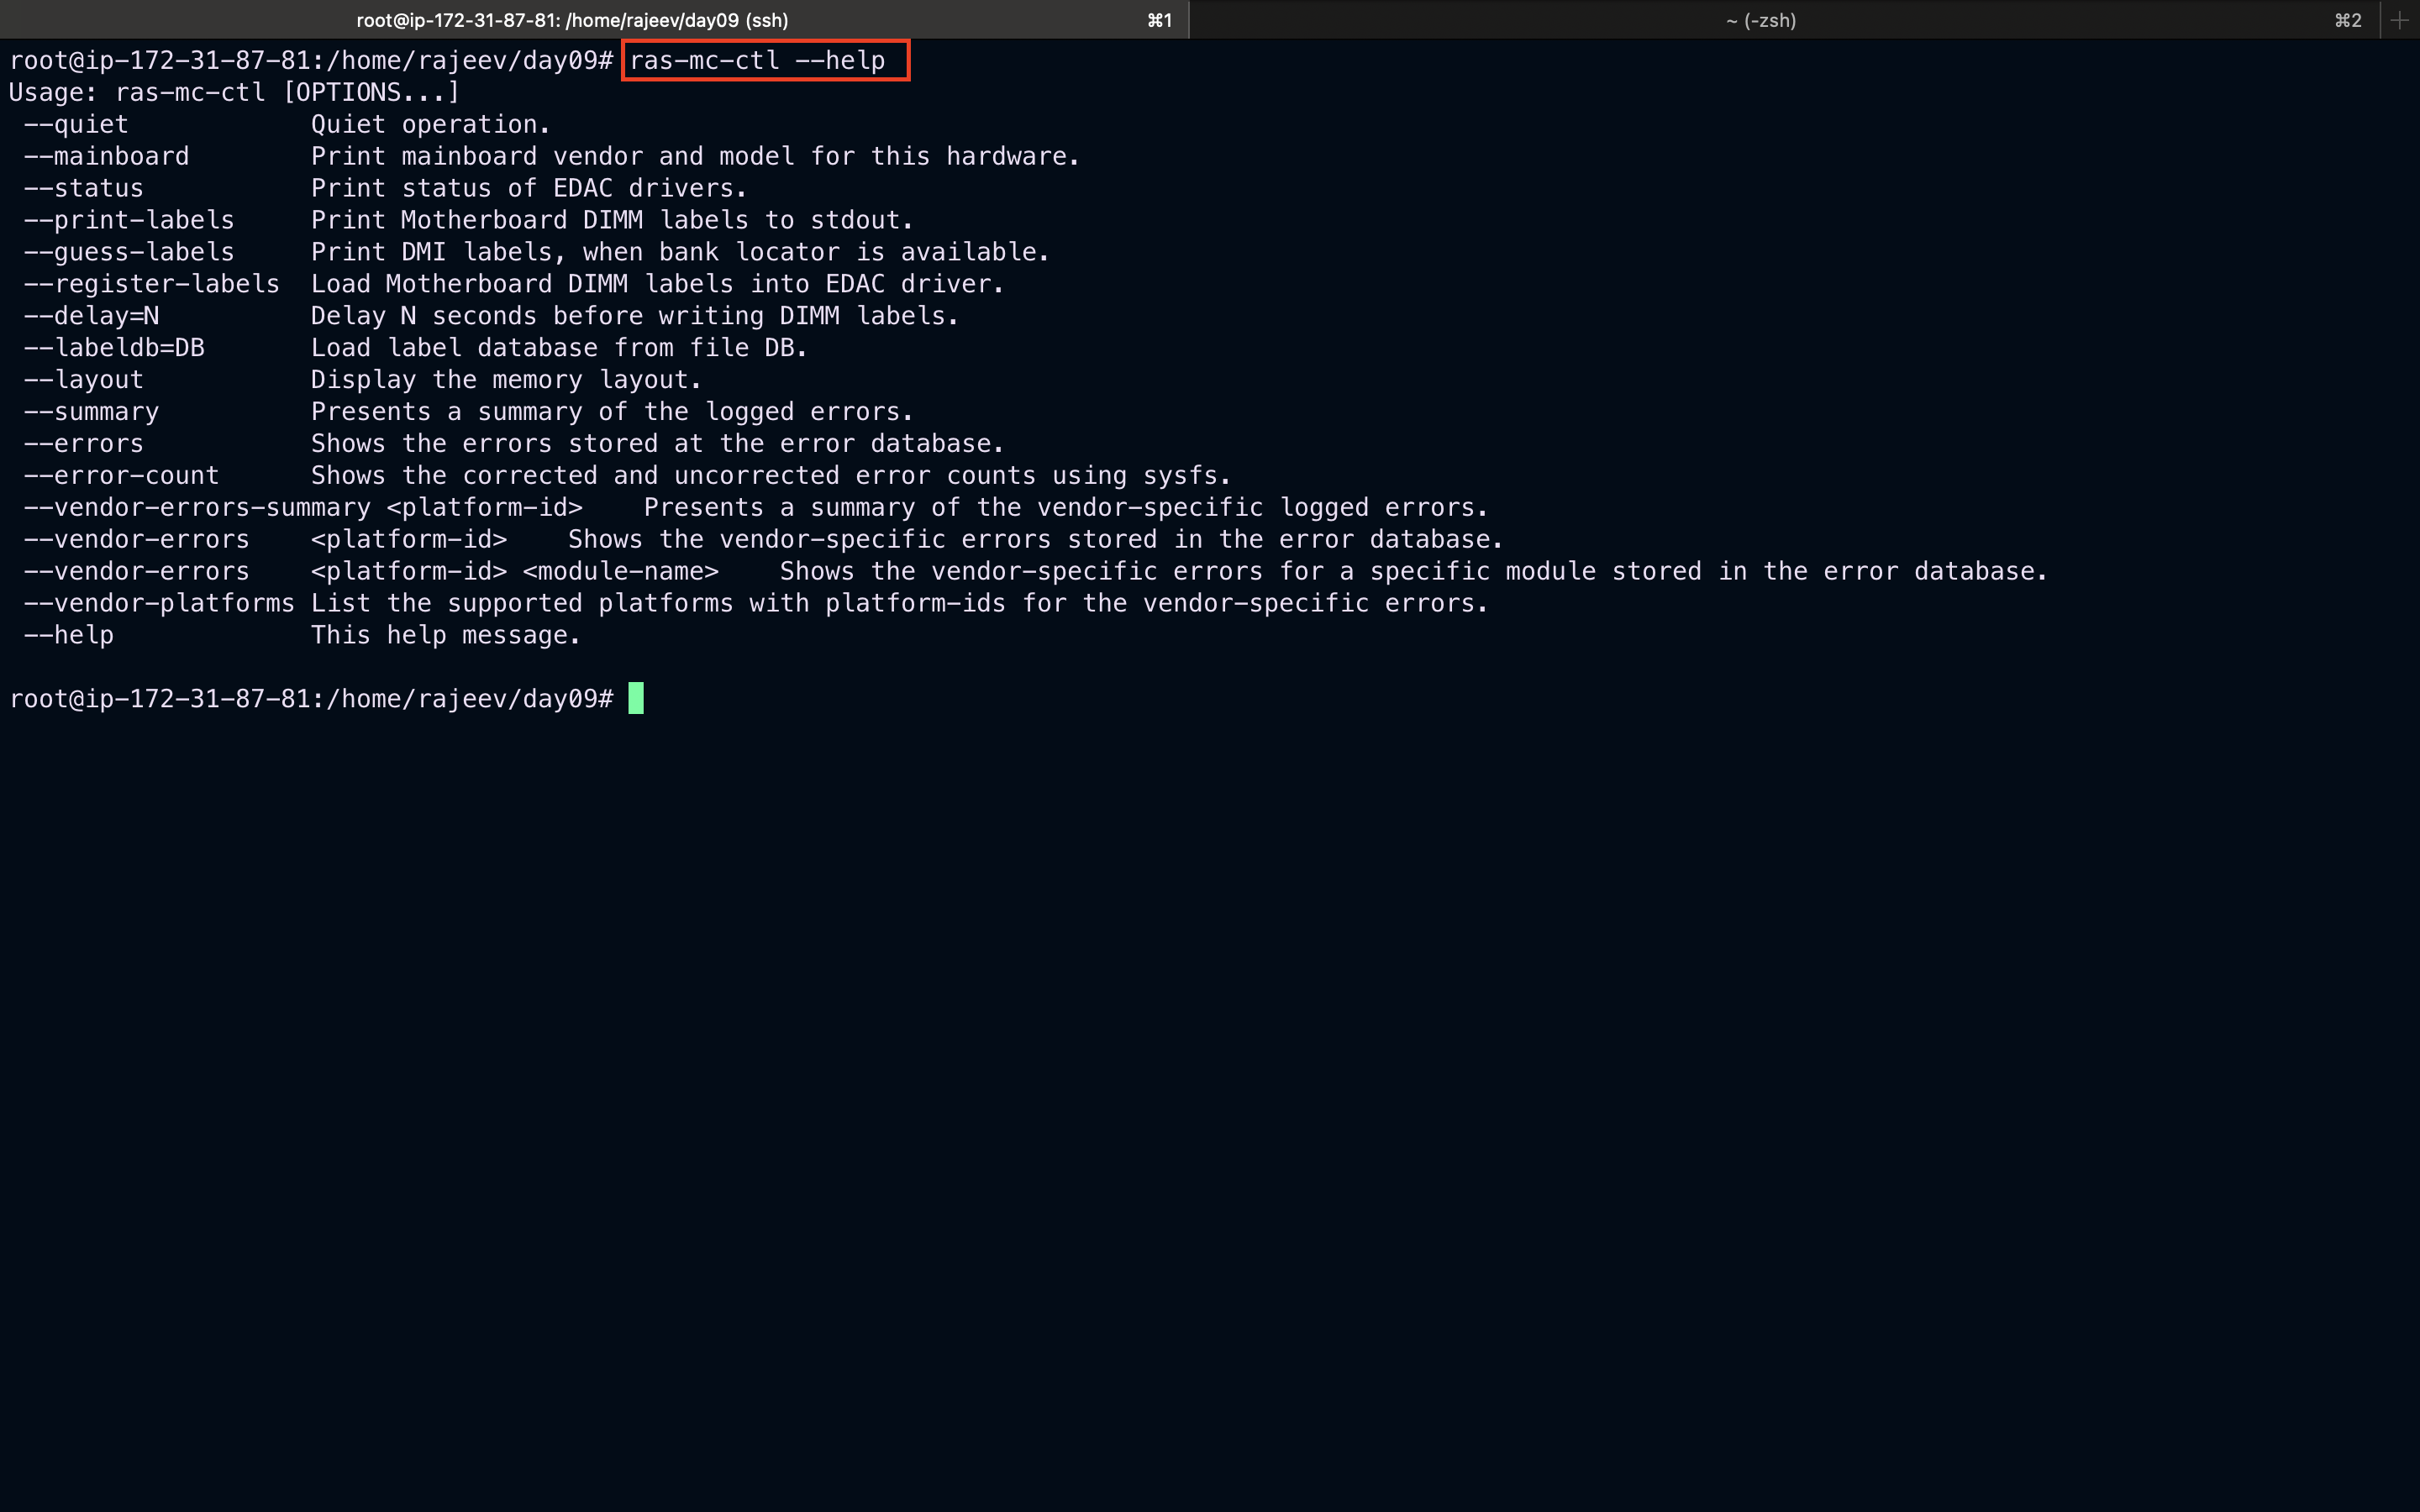 root@ip-172-31-87-81: /home/rajeev/day09 (ssh) ⌘1 ~ (-zsh) ⌘2 +
root@ip-172-31-87-81:/home/rajeev/day09# ras-mc-ctl --help
Usage: ras-mc-ctl [OPTIONS...]
 --quiet            Quiet operation.
 --mainboard        Print mainboard vendor and model for this hardware.
 --status           Print status of EDAC drivers.
 --print-labels     Print Motherboard DIMM labels to stdout.
 --guess-labels     Print DMI labels, when bank locator is available.
 --register-labels  Load Motherboard DIMM labels into EDAC driver.
 --delay=N          Delay N seconds before writing DIMM labels.
 --labeldb=DB       Load label database from file DB.
 --layout           Display the memory layout.
 --summary          Presents a summary of the logged errors.
 --errors           Shows the errors stored at the error database.
 --error-count      Shows the corrected and uncorrected error counts using sysfs.
 --vendor-errors-summary <platform-id>    Presents a summary of the vendor-specific logged errors.
 --vendor-errors    <platform-id>    Shows the vendor-specific errors stored in the error database.
 --vendor-errors    <platform-id> <module-name>    Shows the vendor-specific errors for a specific module stored in the error database.
 --vendor-platforms List the supported platforms with platform-ids for the vendor-specific errors.
 --help             This help message.
root@ip-172-31-87-81:/home/rajeev/day09#